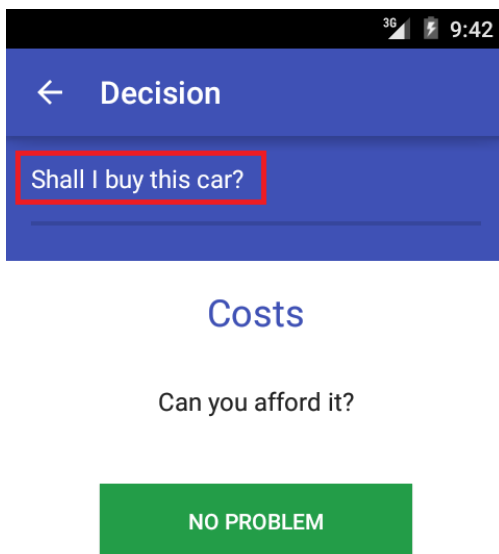 3G 9:42
Decision
Shall I buy this car?
Costs
Can you afford it?
NO PROBLEM